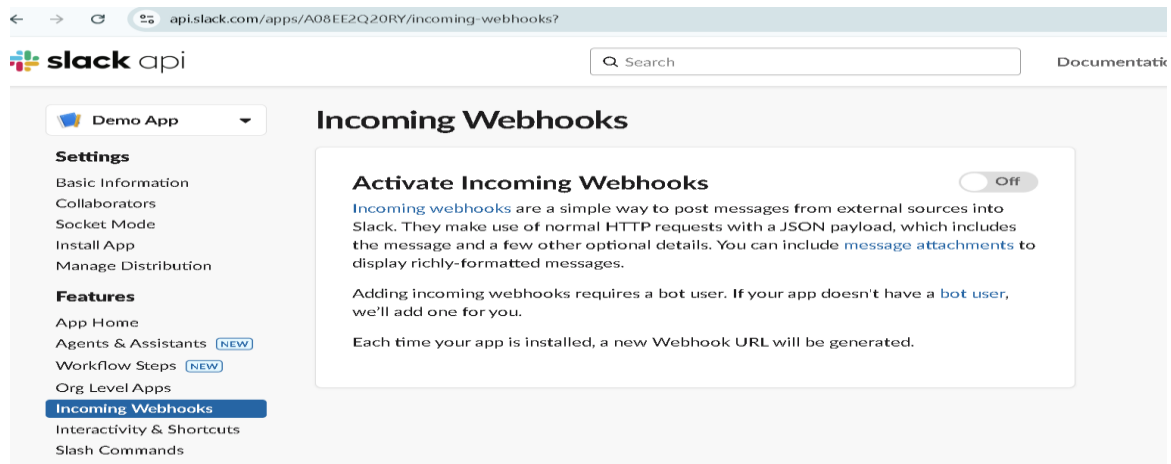 api.slack.com/apps/A08EE2Q20RY/incoming-webhooks?
slack api
Search
Documentatic
Demo App
Settings
Basic Information
Collaborators
Socket Mode
Install App
Manage Distribution
Features
App Home
Agents & Assistants NEW
Workflow Steps NEW
Org Level Apps
Incoming Webhooks
Interactivity & Shortcuts
Slash Commands
Incoming Webhooks
Activate Incoming Webhooks Off
Incoming webhooks are a simple way to post messages from external sources into
Slack. They make use of normal HTTP requests with a JSON payload, which includes
the message and a few other optional details. You can include message attachments to
display richly-formatted messages.
Adding incoming webhooks requires a bot user. If your app doesn't have a bot user,
we'll add one for you.
Each time your app is installed, a new Webhook URL will be generated.